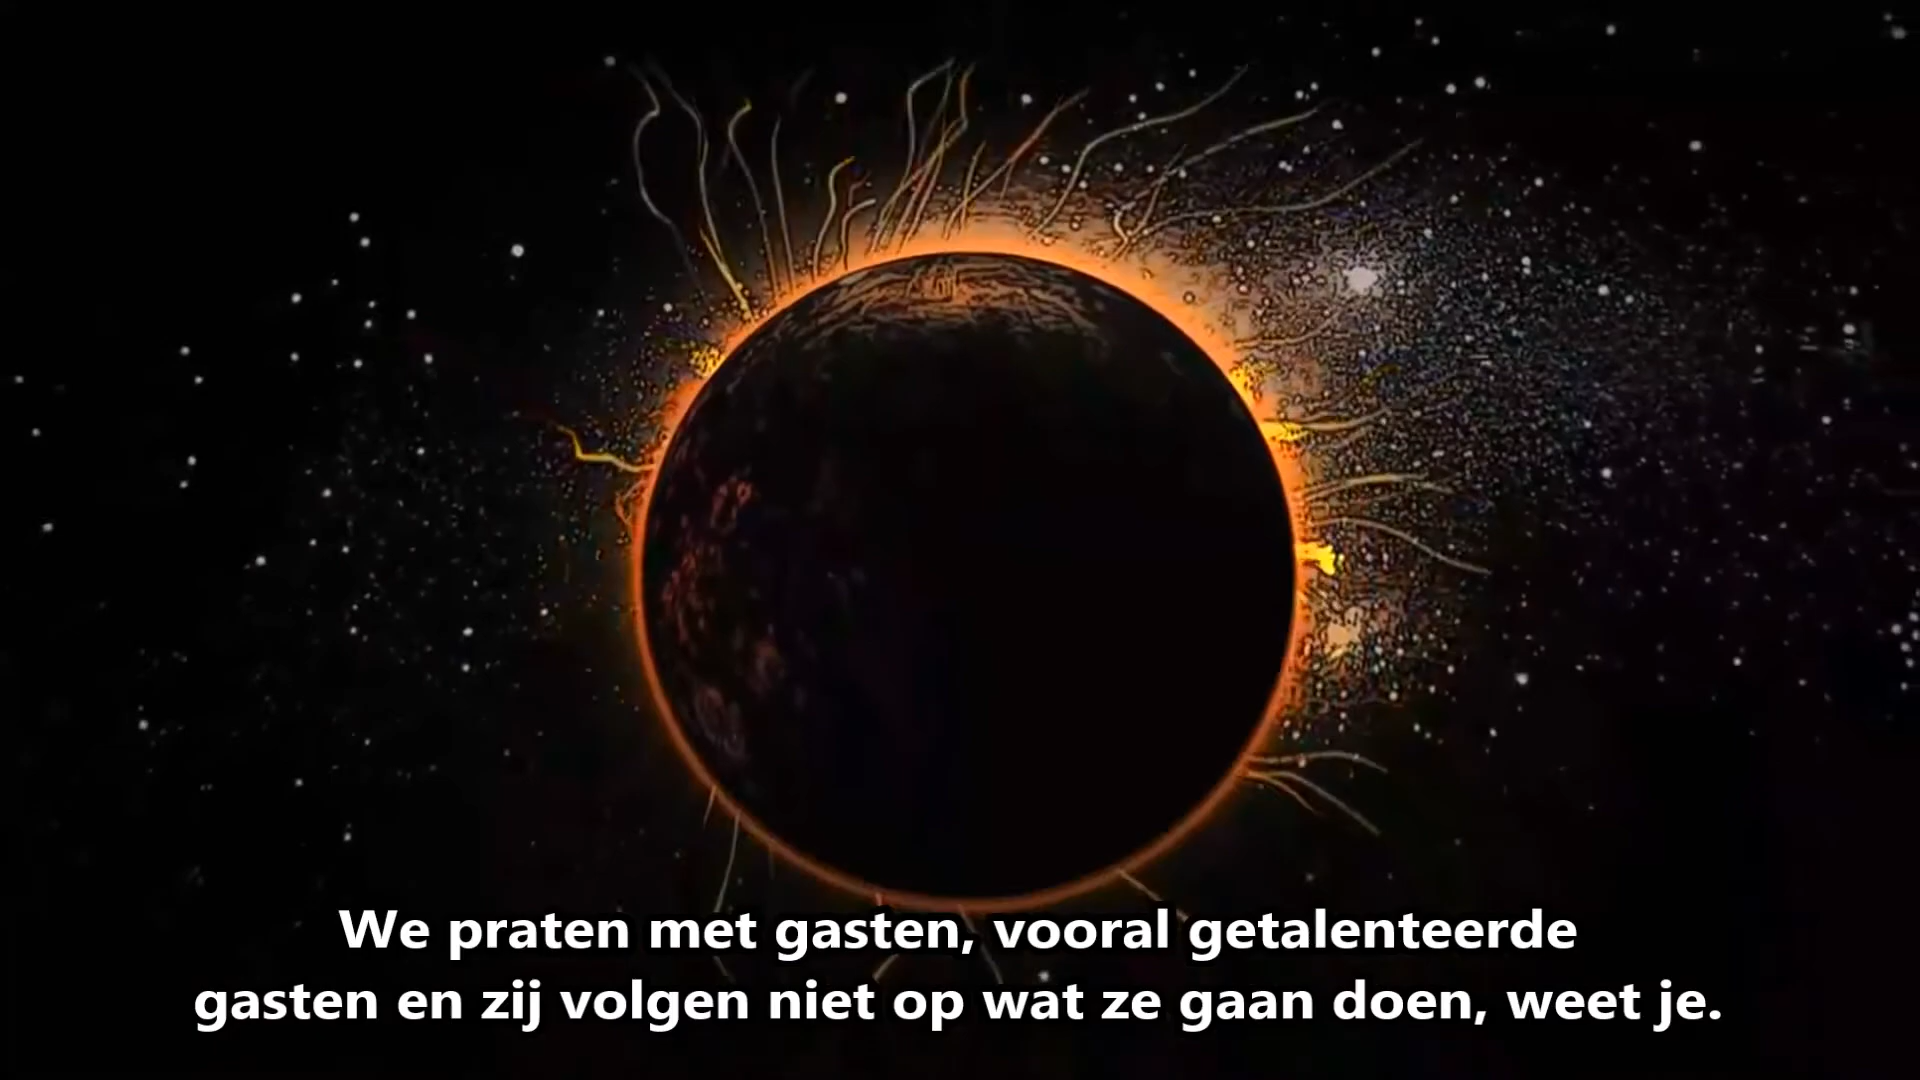 We praten met gasten, vooral getalenteerde
gasten en zij volgen niet op wat ze gaan doen, weet je.